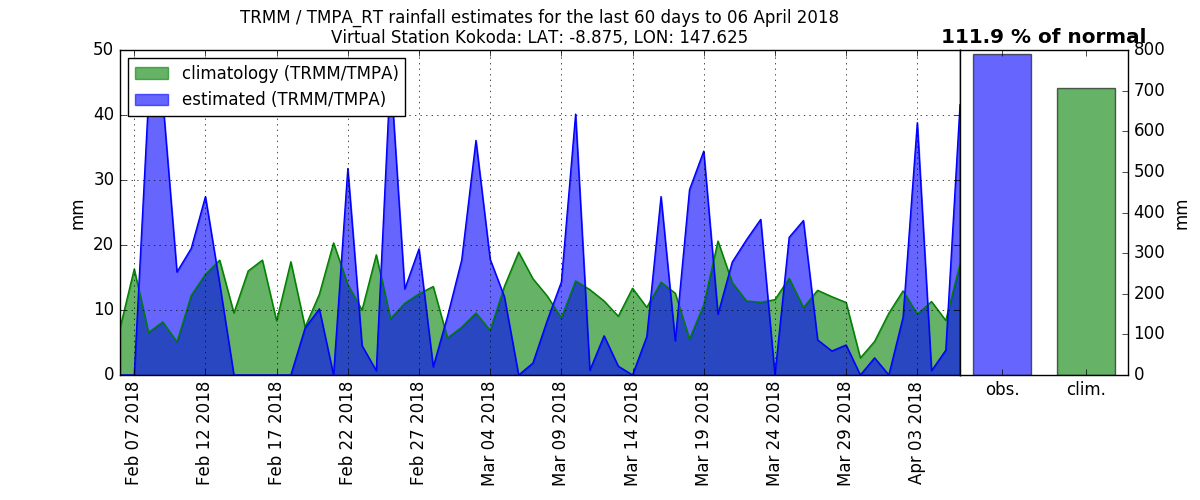 TRMM / TMPA_RT rainfall estimates for the last 60 days to 06 April 2018
Virtual Station Kokoda: LAT: -8.875, LON: 147.625
111.9 % of normal
climatology (TRMM/TMPA)
estimated (TRMM/TMPA)
50
40
30
20
10
0
mm
Feb 07 2018
Feb 12 2018
Feb 17 2018
Feb 22 2018
Feb 27 2018
Mar 04 2018
Mar 09 2018
Mar 14 2018
Mar 19 2018
Mar 24 2018
Mar 29 2018
Apr 03 2018
obs.
clim.
800
700
600
500
400
300
200
100
0
mm